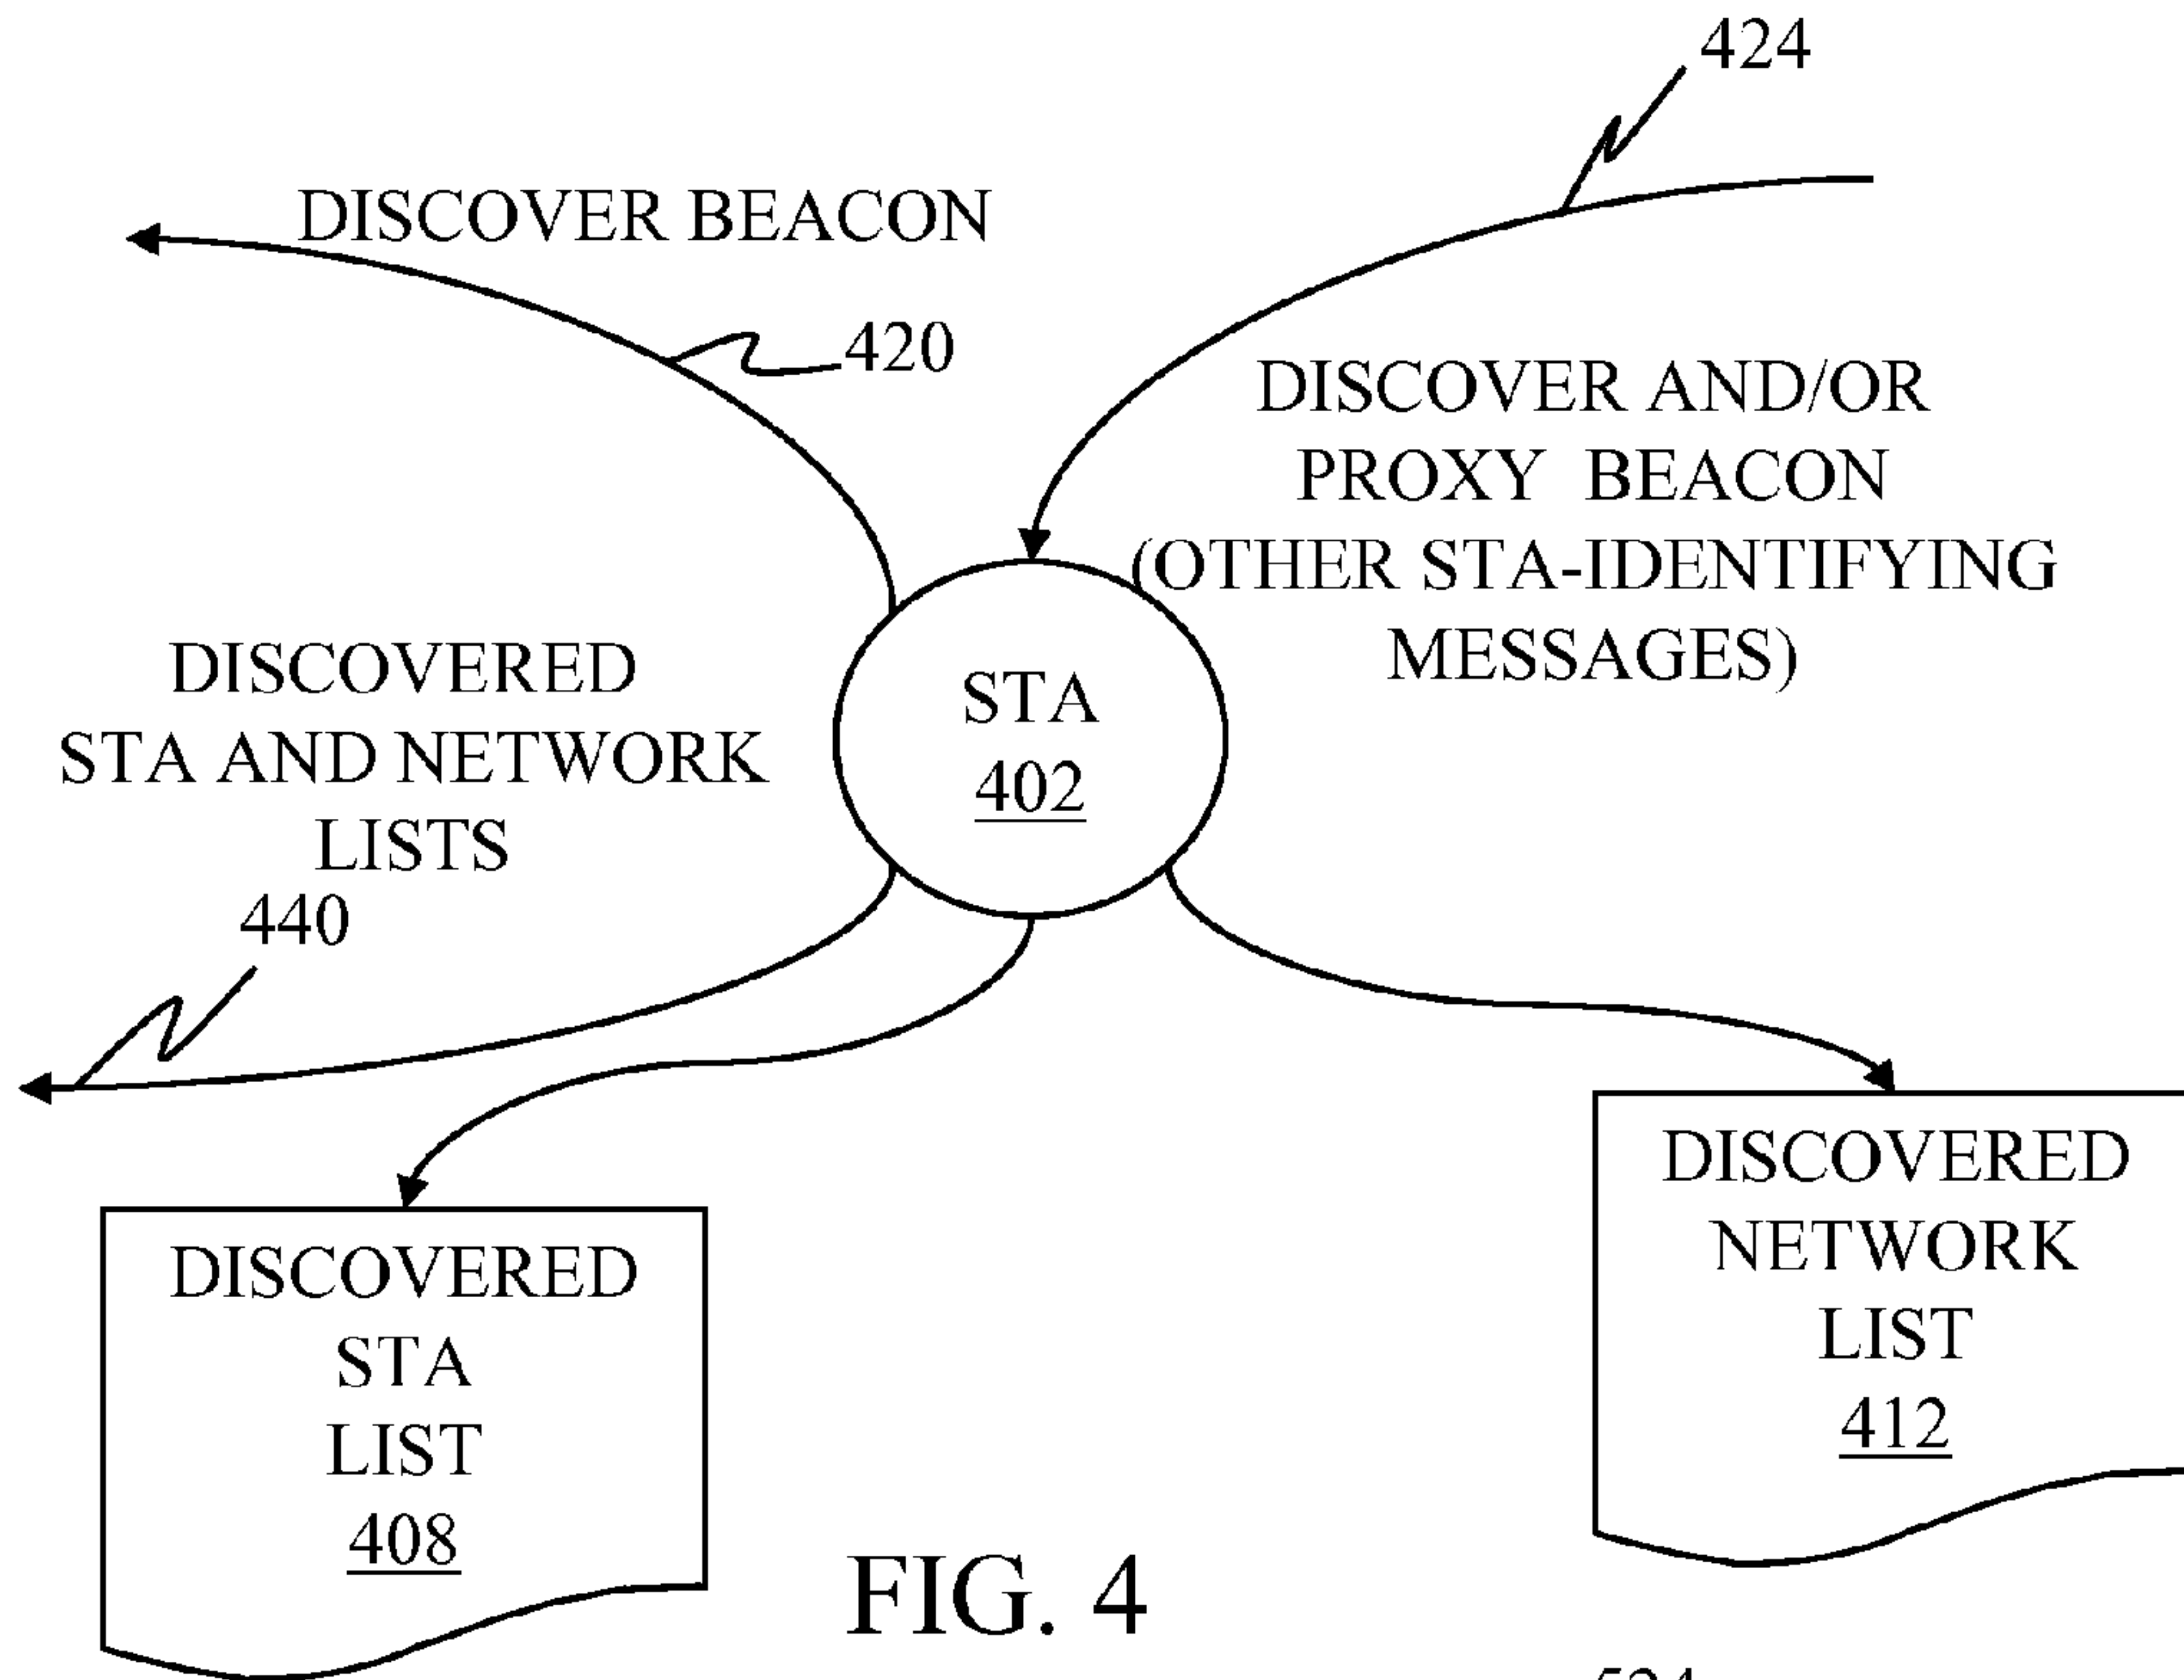 424
DISCOVER BEACON
420
DISCOVER AND/OR
PROXY BEACON
(OTHER STA-IDENTIFYING
MESSAGES)
DISCOVERED
STA AND NETWORK
LISTS
440
STA
402
DISCOVERED
STA
LIST
408
DISCOVERED
NETWORK
LIST
412
FIG. 4